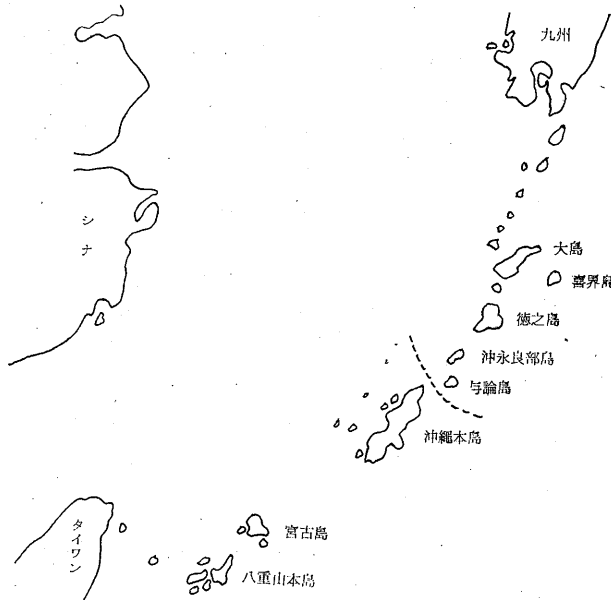 九州
シナ
大島
喜界島
徳之島
沖永良部島
与論島
沖繩本島
タイワン
宮古島
八重山本島